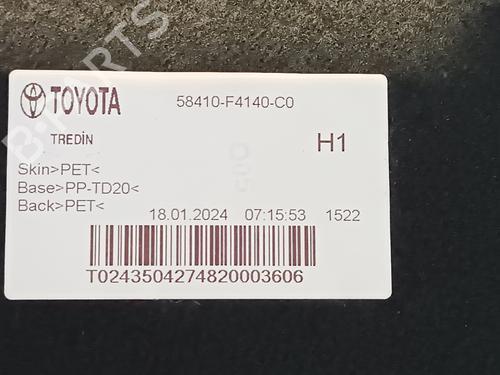 TOYOTA 58410-F4140-C0
TREDİN H1
Skin>PET<
Base>PP-TD20<
Back>PET<
18.01.2024 07:15:53 1522
T0243504274820003606